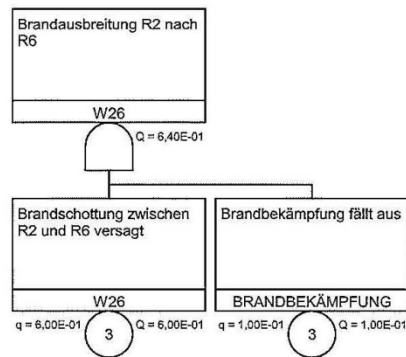 Brandausbreitung R2 nach
R6
W26
Q = 6,40E-01
Brandschottung zwischen
R2 und R6 versagt
W26
q = 6,00E-01
Q = 6,00E-01
3
Brandbekämpfung fällt aus
BRANDBEKÄMPFUNG
q = 1,00E-01
Q = 1,00E-01
3